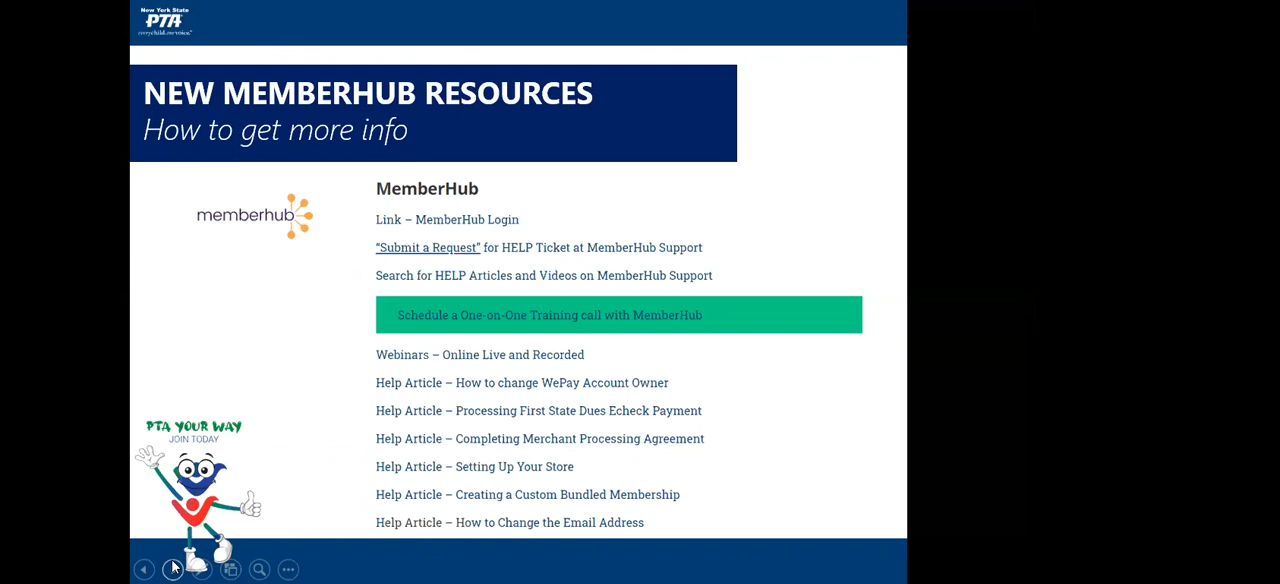 New York State
PTA
everychild.onevoice.®
NEW MEMBERHUB RESOURCES
How to get more info
memberhub
MemberHub
Link – MemberHub Login
“Submit a Request” for HELP Ticket at MemberHub Support
Search for HELP Articles and Videos on MemberHub Support
Schedule a One-on-One Training call with MemberHub
Webinars – Online Live and Recorded
Help Article – How to change WePay Account Owner
Help Article – Processing First State Dues Echeck Payment
Help Article – Completing Merchant Processing Agreement
Help Article – Setting Up Your Store
Help Article – Creating a Custom Bundled Membership
Help Article – How to Change the Email Address
PTA YOUR WAY
JOIN TODAY